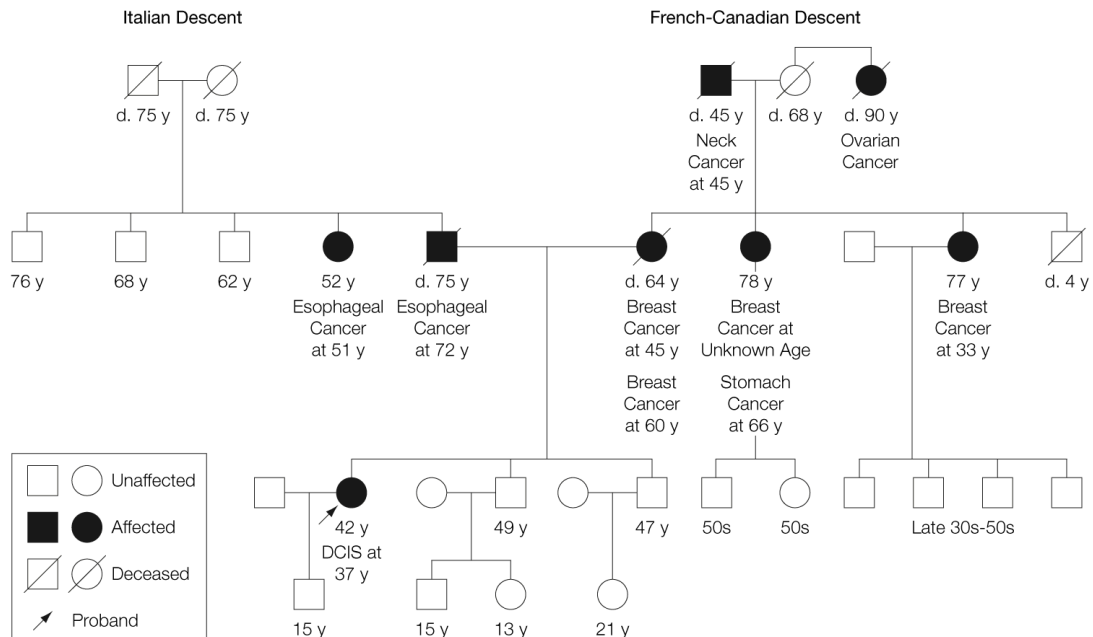 Italian Descent
French-Canadian Descent
d. 75 y
d. 75 y
d. 45 y
Neck
Cancer
at 45 y
d. 68 y
d. 90 y
Ovarian
Cancer
76 y
68 y
62 y
52 y
Esophageal
Cancer
at 51 y
d. 75 y
Esophageal
Cancer
at 72 y
d. 64 y
Breast
Cancer
at 45 y
Breast
Cancer
at 60 y
78 y
Breast
Cancer at
Unknown Age
Stomach
Cancer
at 66 y
77 y
Breast
Cancer
at 33 y
d. 4 y
42 y
DCIS at
37 y
49 y
47 y
50s
50s
Late 30s-50s
15 y
15 y
13 y
21 y
Unaffected
Affected
Deceased
Proband